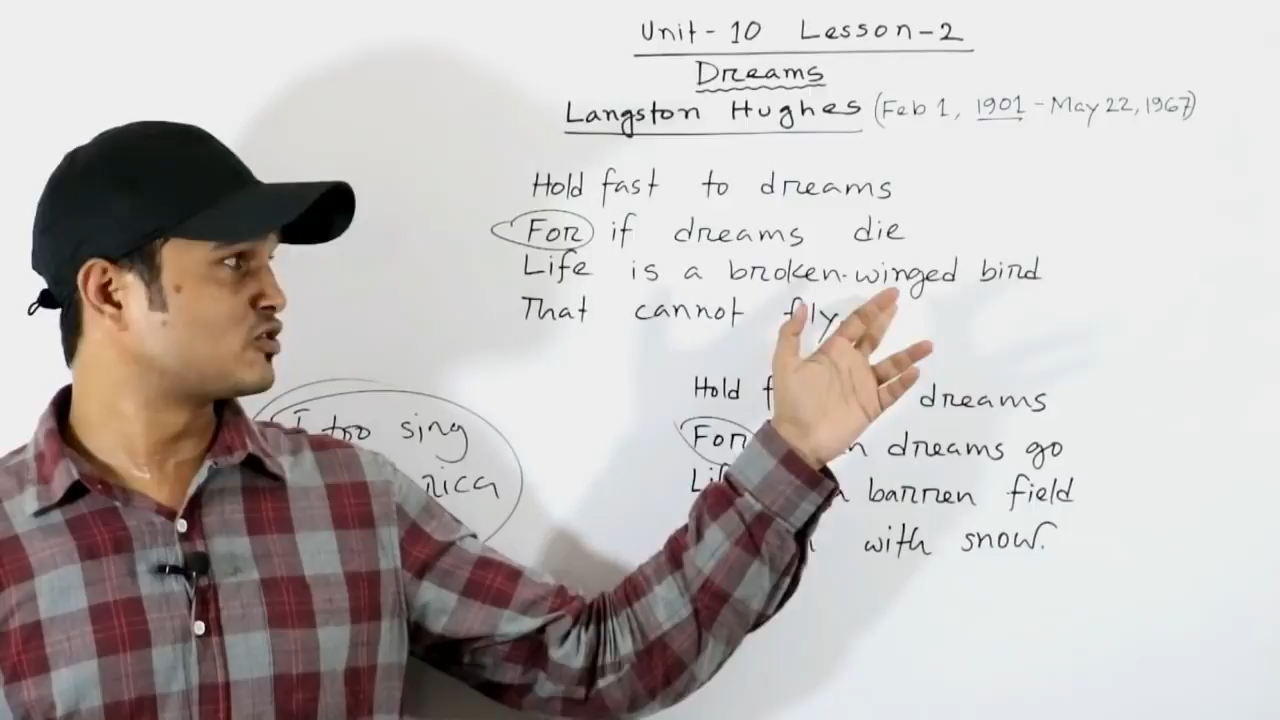 Unit - 10 Lesson - 2
Dreams
Langston Hughes (Feb 1, 1901 - May 22, 1967)
Hold fast to dreams
For if dreams die
Life is a broken-winged bird
That cannot fly
Hold dreams
For dreams go
barren field
with snow.
I too sing